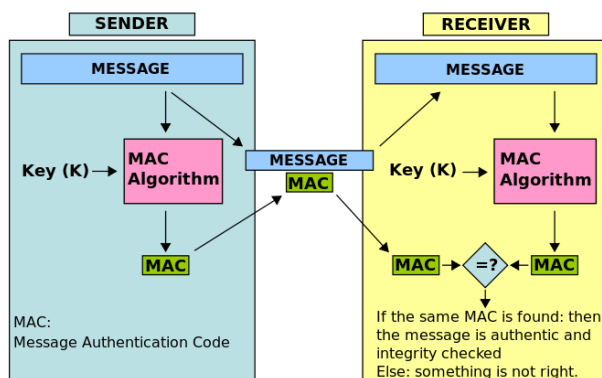 SENDER
RECEIVER
MESSAGE
MESSAGE
MESSAGE
MAC
Key (K)
MAC
Algorithm
Key (K)
MAC
Algorithm
MAC
MAC
=?
MAC
MAC:
Message Authentication Code
If the same MAC is found: then
the message is authentic and
integrity checked
Else: something is not right.